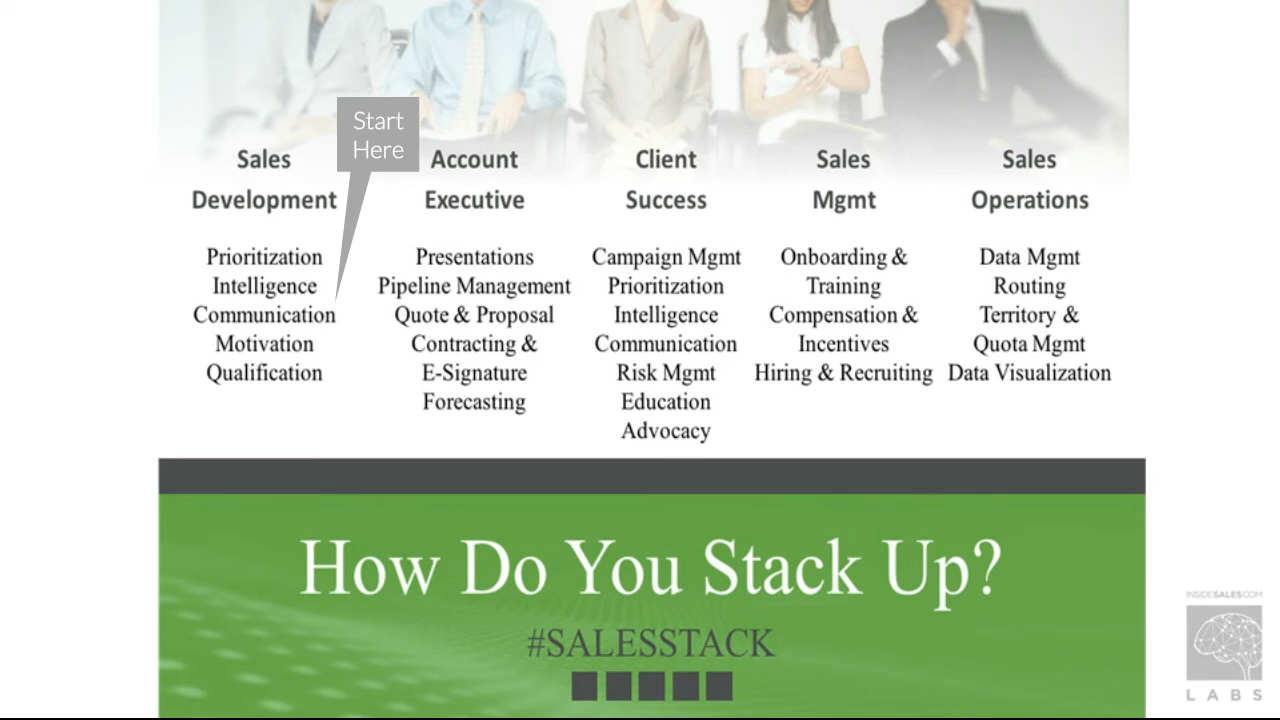 Start
Here
Sales
Development
Prioritization
Intelligence
Communication
Motivation
Qualification
Account
Executive
Presentations
Pipeline Management
Quote & Proposal
Contracting &
E-Signature
Forecasting
Client
Success
Campaign Mgmt
Prioritization
Intelligence
Communication
Risk Mgmt
Education
Advocacy
Sales
Mgmt
Onboarding &
Training
Compensation &
Incentives
Hiring & Recruiting
Sales
Operations
Data Mgmt
Routing
Territory &
Quota Mgmt
Data Visualization
How Do You Stack Up?
#SALESSTACK
INSIDESALES.COM
LABS